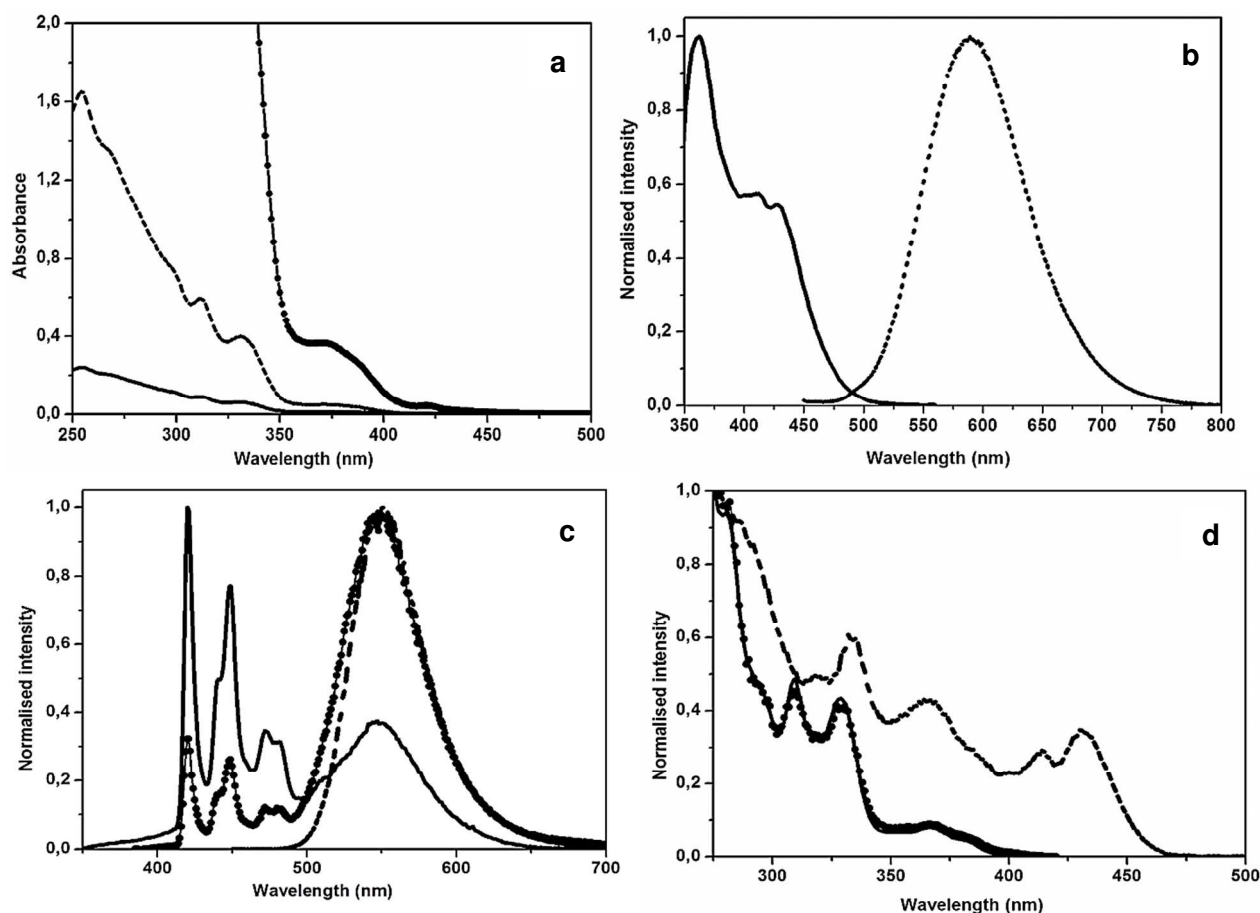 a
2,0
1,6
1,2
0,8
0,4
0,0
Absorbance
250 300 350 400 450 500
Wavelength (nm)
b
1,0
0,8
0,6
0,4
0,2
0,0
Normalised intensity
350 400 450 500 550 600 650 700 750 800
Wavelength (nm)
c
1,0
0,8
0,6
0,4
0,2
0,0
Normalised intensity
400 500 600 700
Wavelength (nm)
d
1,0
0,8
0,6
0,4
0,2
0,0
Normalised intensity
300 350 400 450 500
Wavelength (nm)